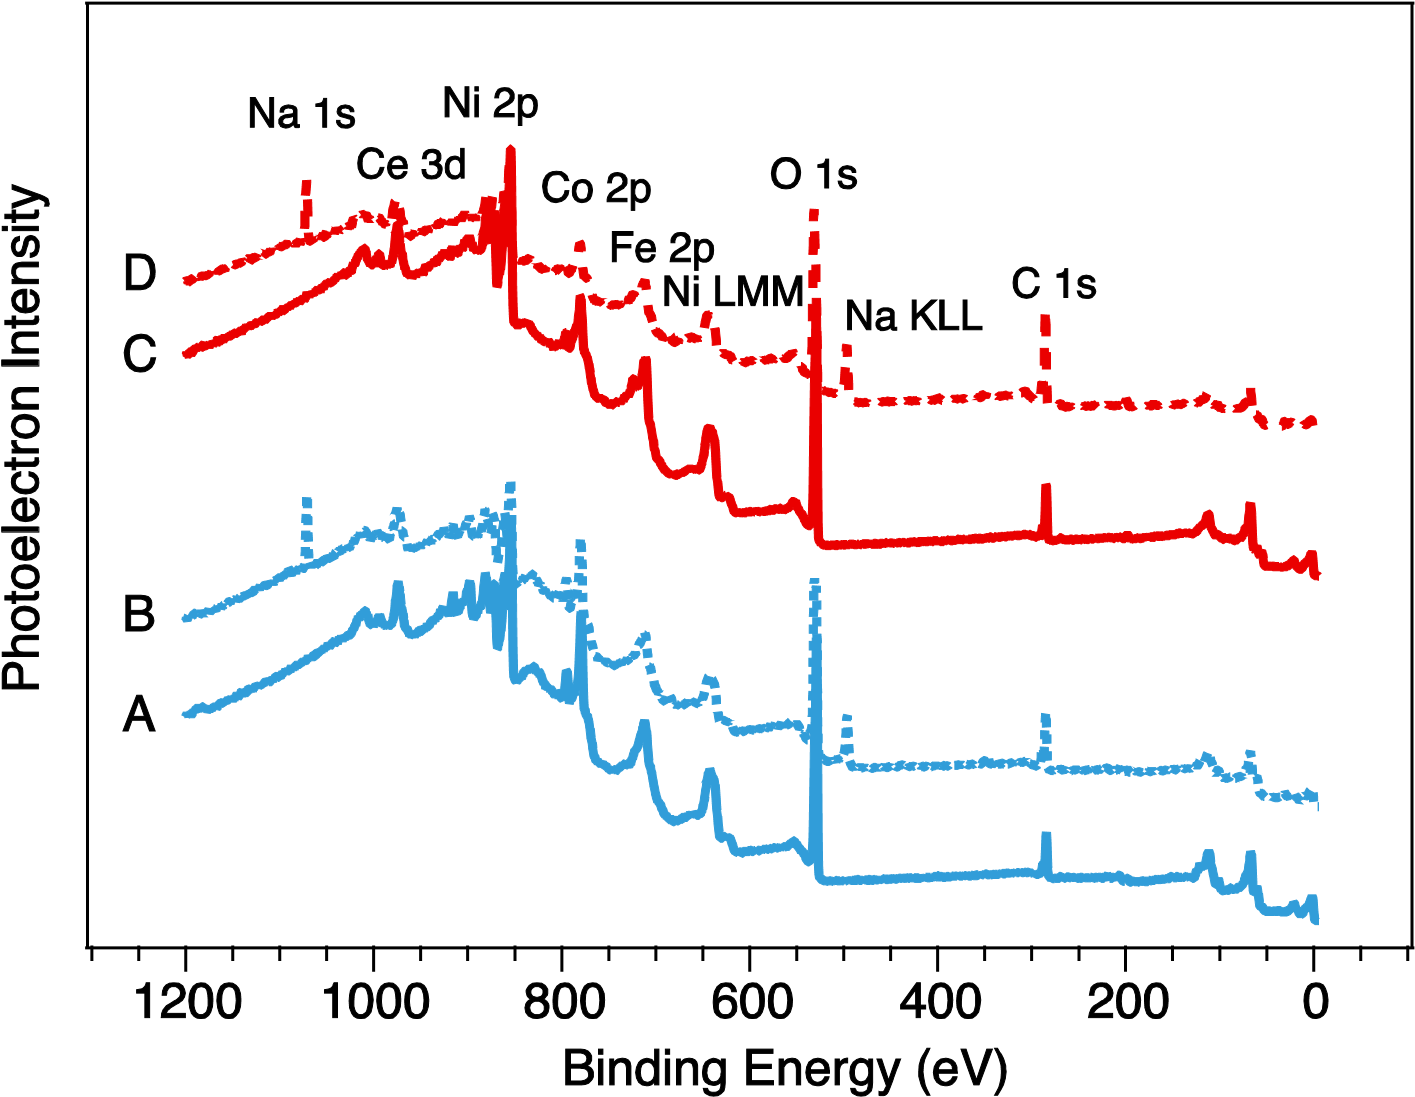 Photoelectron Intensity
Na 1s
Ni 2p
Ce 3d
Co 2p
O 1s
Fe 2p
Ni LMM
Na KLL
C 1s
D
C
B
A
1200 1000 800 600 400 200 0
Binding Energy (eV)